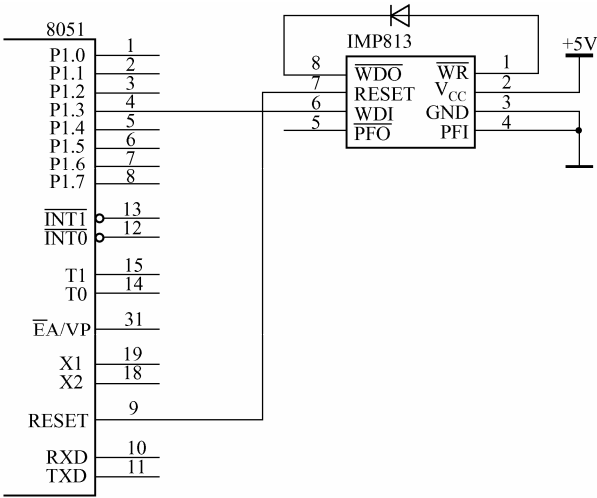 8051
P1.0 1
P1.1 2
P1.2 3
P1.3 4
P1.4 5
P1.5 6
P1.6 7
P1.7 8
INT1 13
INT0 12
T1 15
T0 14
EA/VP 31
X1 19
X2 18
RESET 9
RXD 10
TXD 11
IMP813
8 WDO WR 1
7 RESET VCC 2
6 WDI GND 3
5 PFO PFI 4
+5V